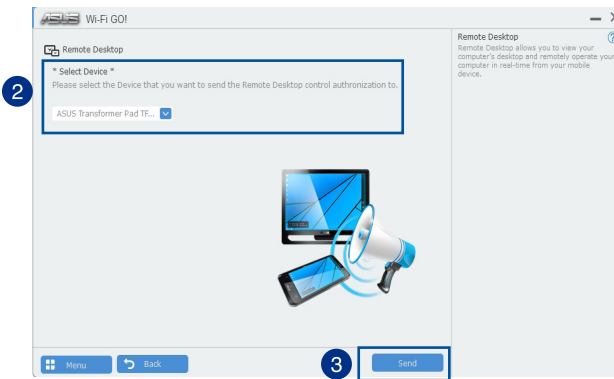 ASUS Wi-Fi GO!
Remote Desktop
* Select Device *
Please select the Device that you want to send the Remote Desktop control authronization to.
ASUS Transformer Pad TF...
2
3
Menu
Back
Send
Remote Desktop
Remote Desktop allows you to view your
computer's desktop and remotely operate your
computer in real-time from your mobile
device.
?